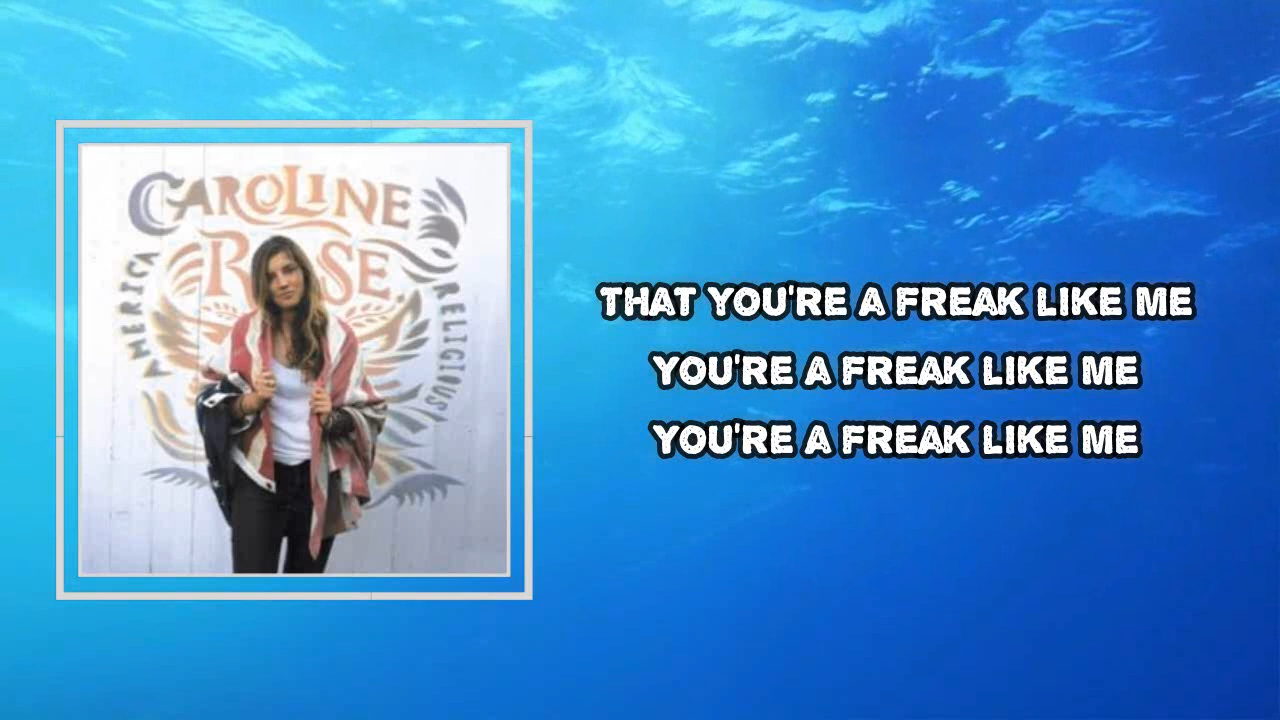 CAROLINE
ROSE
AMERICA
RELIGIOUS
THAT YOU'RE A FREAK LIKE ME
YOU'RE A FREAK LIKE ME
YOU'RE A FREAK LIKE ME